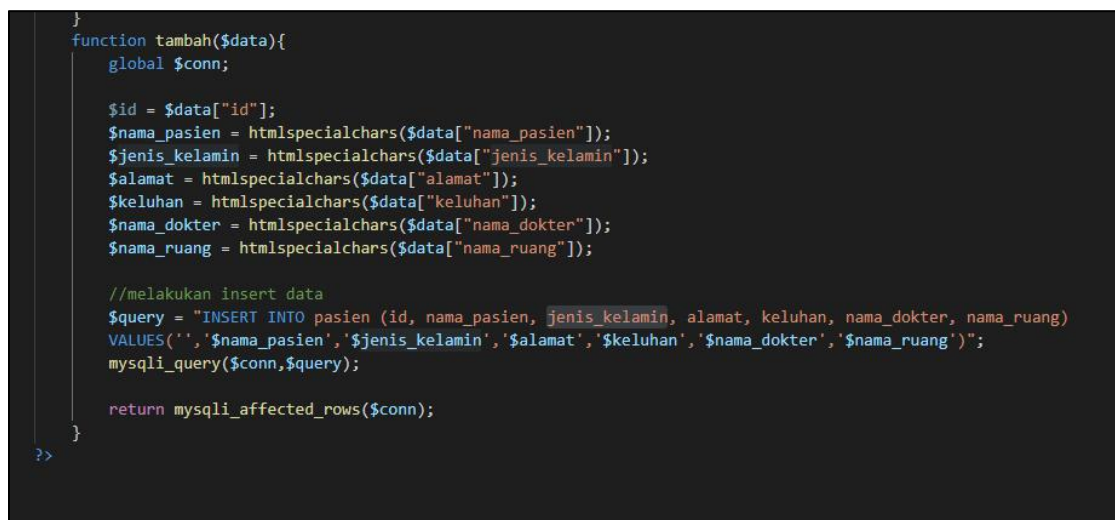 }
function tambah($data){
global $conn;
$id = $data["id"];
$nama_pasien = htmlspecialchars($data["nama_pasien"]);
$jenis_kelamin = htmlspecialchars($data["jenis_kelamin"]);
$alamat = htmlspecialchars($data["alamat"]);
$keluhan = htmlspecialchars($data["keluhan"]);
$nama_dokter = htmlspecialchars($data["nama_dokter"]);
$nama_ruang = htmlspecialchars($data["nama_ruang"]);
//melakukan insert data
$query = "INSERT INTO pasien (id, nama_pasien, jenis_kelamin, alamat, keluhan, nama_dokter, nama_ruang)
VALUES('','$nama_pasien','$jenis_kelamin','$alamat','$keluhan','$nama_dokter','$nama_ruang')";
mysqli_query($conn,$query);
return mysqli_affected_rows($conn);
}
?>